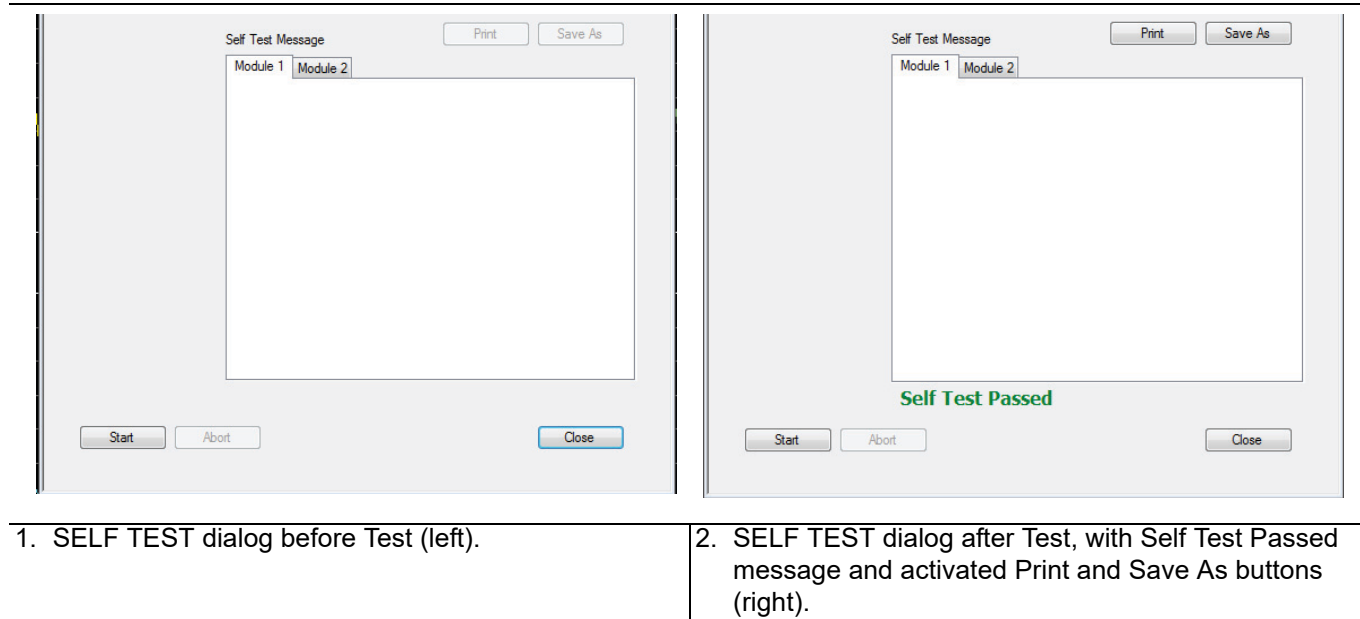 Self Test Message
Print
Save As
Module 1
Module 2
Start
Abort
Close
Self Test Message
Print
Save As
Module 1
Module 2
Self Test Passed
Start
Abort
Close
1. SELF TEST dialog before Test (left).
2. SELF TEST dialog after Test, with Self Test Passed
message and activated Print and Save As buttons
(right).